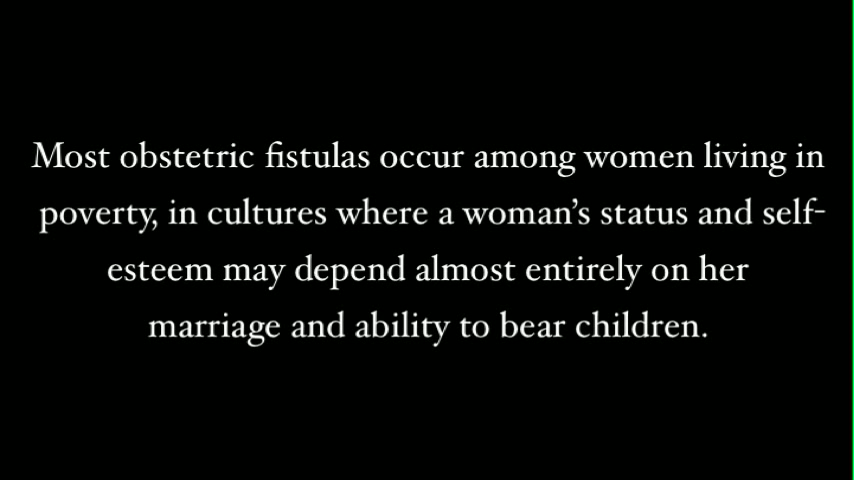 Most obstetric fistulas occur among women living in
poverty, in cultures where a woman’s status and self-
esteem may depend almost entirely on her
marriage and ability to bear children.